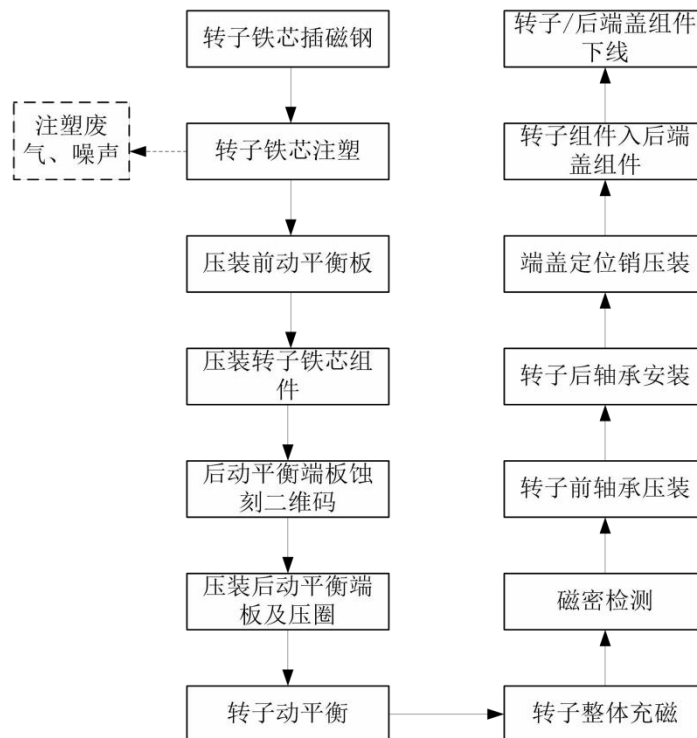 转子铁芯插磁钢
转子/后端盖组件
下线
注塑废
气、噪声
转子铁芯注塑
转子组件入后端
盖组件
压装前动平衡板
端盖定位销压装
压装转子铁芯组
件
转子后轴承安装
后动平衡端板蚀
刻二维码
转子前轴承压装
压装后动平衡端
板及压圈
磁密检测
转子动平衡
转子整体充磁